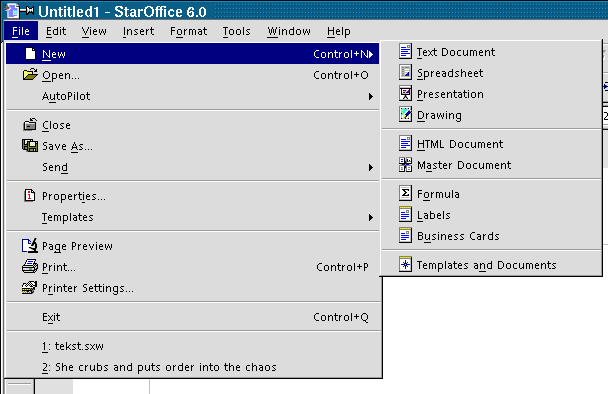 Untitled1 - StarOffice 6.0
File Edit View Insert Format Tools Window Help
New Control+N
Open... Control+O
AutoPilot
Close
Save As...
Send
Properties...
Templates
Page Preview
Print... Control+P
Printer Settings...
Exit Control+Q
1: tekst.sxw
2: She crubs and puts order into the chaos
Text Document
Spreadsheet
Presentation
Drawing
HTML Document
Master Document
Formula
Labels
Business Cards
Templates and Documents